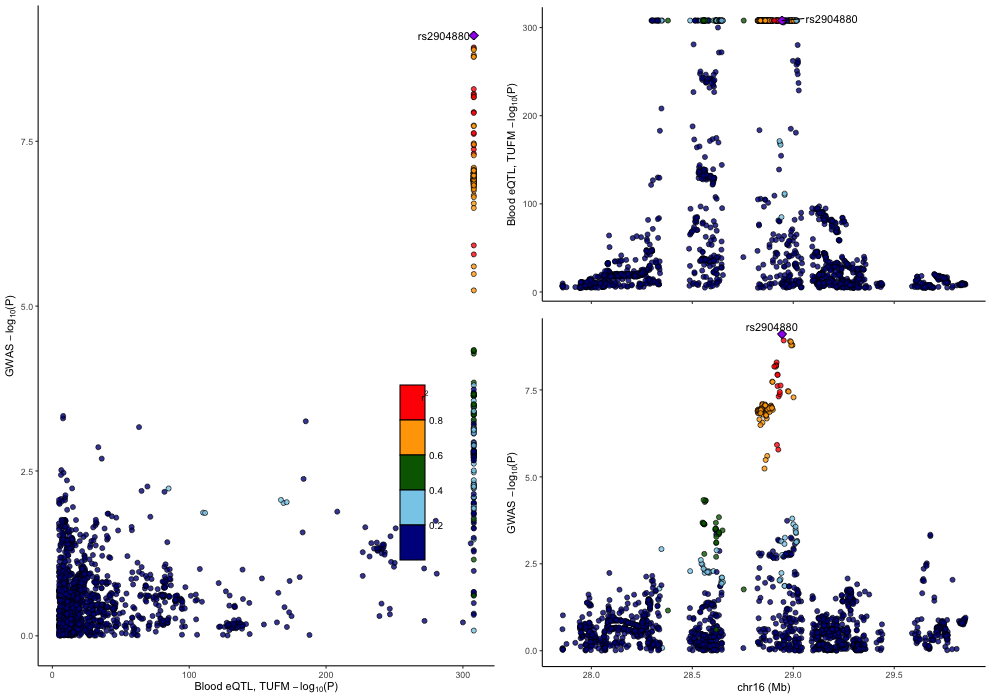 rs2904880
7.5
5.0
2.5
0.0
GWAS −log10(P)
r2
0.8
0.6
0.4
0.2
0
100
200
300
Blood eQTL, TUFM −log10(P)
rs2904880
300
200
100
0
Blood eQTL, TUFM −log10(P)
rs2904880
7.5
5.0
2.5
0.0
GWAS −log10(P)
28.0
28.5
29.0
29.5
chr16 (Mb)